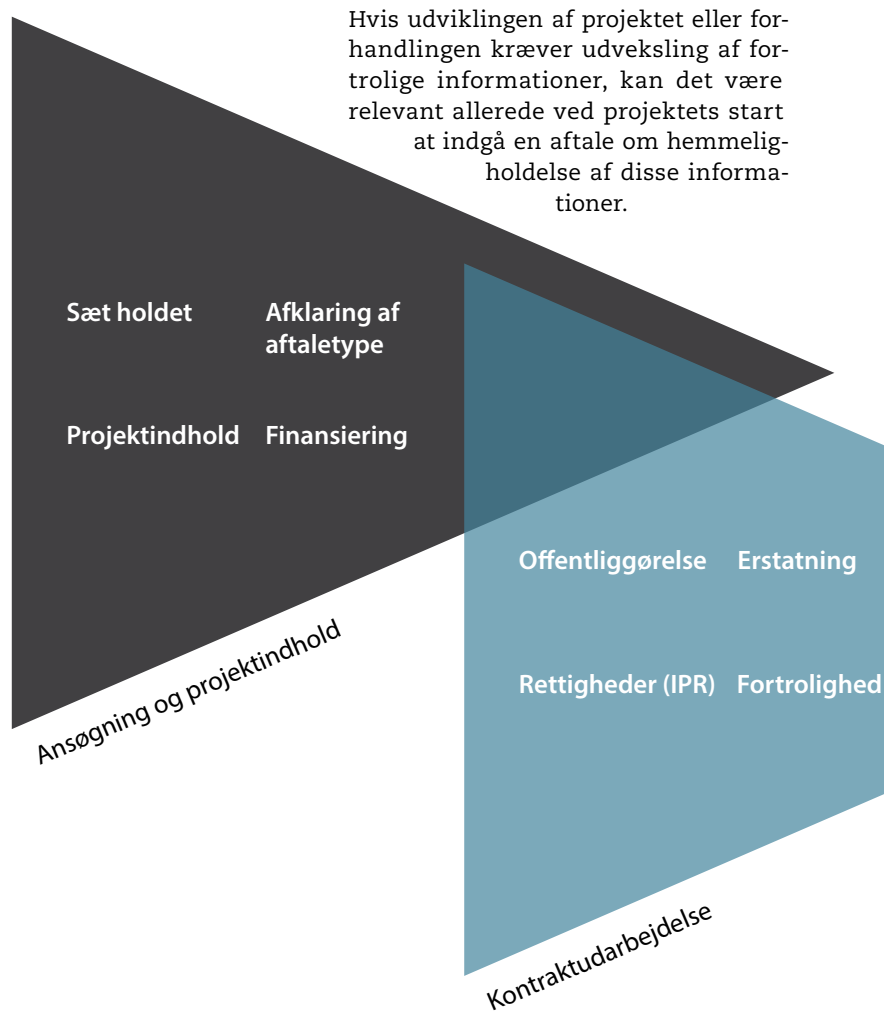 Hvis udviklingen af projektet eller for-
handlingen kræver udveksling af for-
trolige informationer, kan det være
relevant allerede ved projektets start
at indgå en aftale om hemmelig-
holdelse af disse informa-
tioner.
Sæt holdet
Afklaring af
aftaletype
Projektindhold
Finansiering
Ansøgning og projektindhold
Offentliggørelse
Erstatning
Rettigheder (IPR)
Fortrolighed
Kontraktudarbejdelse